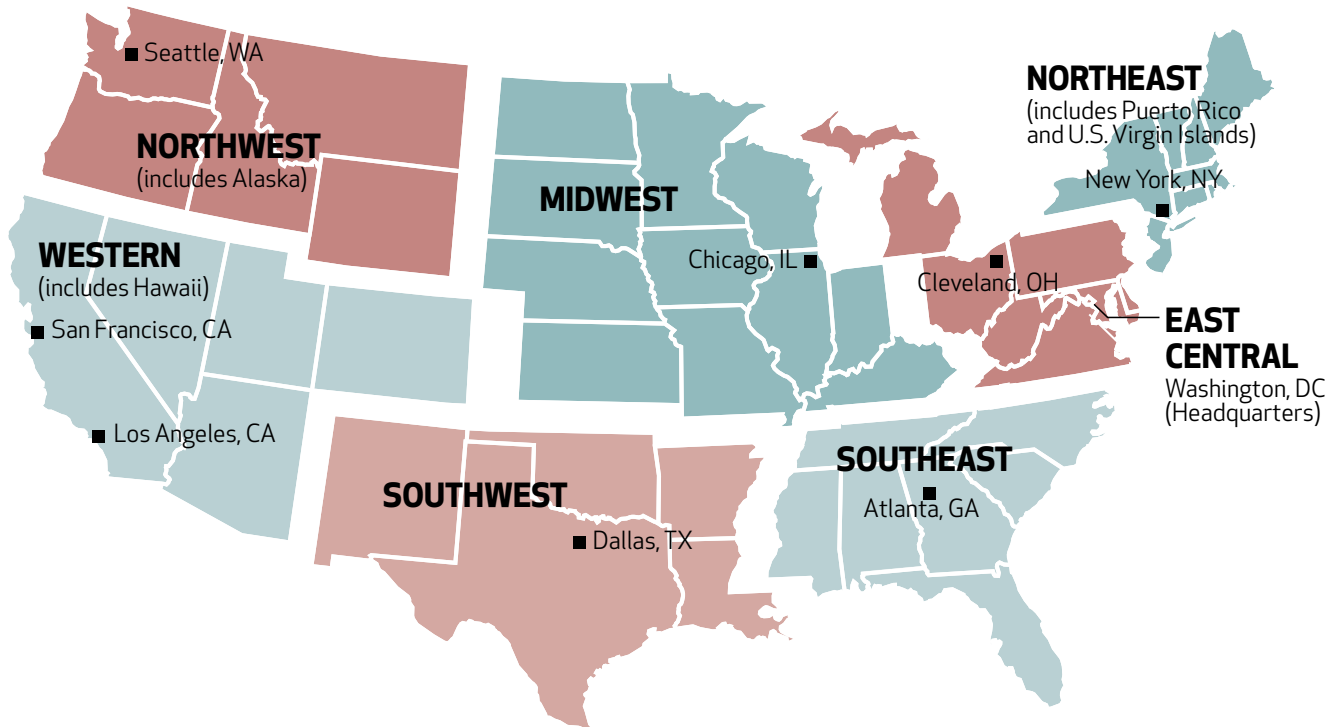 Seattle, WA
NORTHWEST
(includes Alaska)
WESTERN
(includes Hawaii)
San Francisco, CA
Los Angeles, CA
MIDWEST
Chicago, IL
SOUTHWEST
Dallas, TX
NORTHEAST
(includes Puerto Rico
and U.S. Virgin Islands)
New York, NY
Cleveland, OH
EAST
CENTRAL
Washington, DC
(Headquarters)
SOUTHEAST
Atlanta, GA